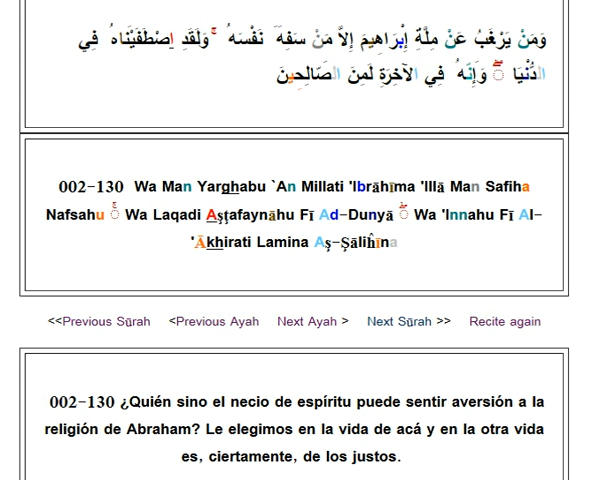 وَمَنْ يَرْغَبُ عَنْ مِلَّةِ إِبْرَاهِيمَ إِلاَّ مَنْ سَفِهَ نَفْسَهُ ۚ وَلَقَدِ اصْطَفَيْنَاهُ فِي
الدُّنْيَا ۖ وَإِنَّهُ فِي الآخِرَةِ لَمِنَ الصَّالِحِينَ
002-130 Wa Man Yarghabu `An Millati 'Ibrāhīma 'Illā Man Safiha
Nafsahu ۚ Wa Laqadi Aşţafaynāhu Fī Ad-Dunyā ۖ Wa 'Innahu Fī Al-
'Ākhirati Lamina Aş-Şāliĥīna
<<Previous Sūrah <Previous Ayah Next Ayah > Next Sūrah >> Recite again
002-130 ¿Quién sino el necio de espíritu puede sentir aversión a la
religión de Abraham? Le elegimos en la vida de acá y en la otra vida
es, ciertamente, de los justos.